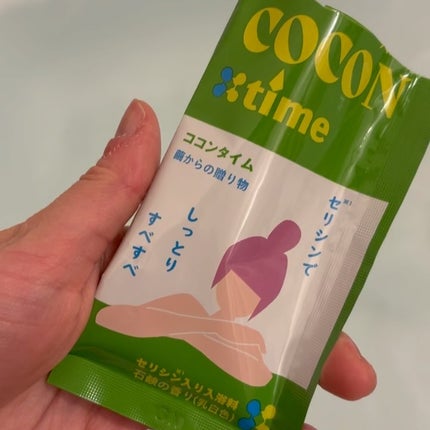 COCON
time
ココンタイム
繭からの贈り物
セリシンで
しっとり
すべすべ
セリシン入り入浴料
石鹸の香り(乳白色)